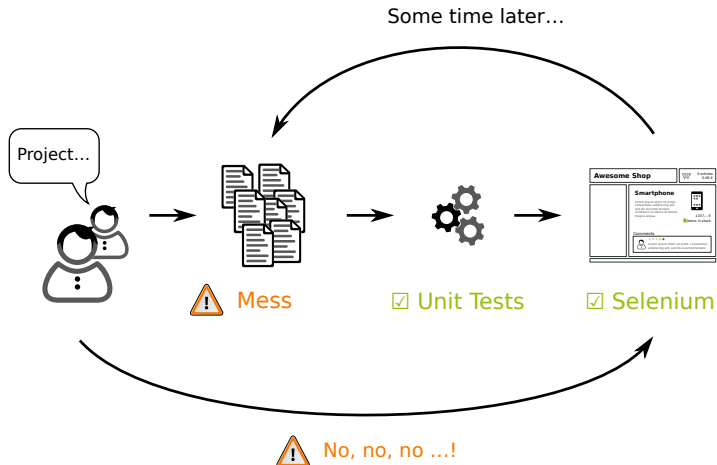 Some time later…
Project…
Awesome Shop
Smartphone
Comments
Mess
☑ Unit Tests
☑ Selenium
No, no, no …!